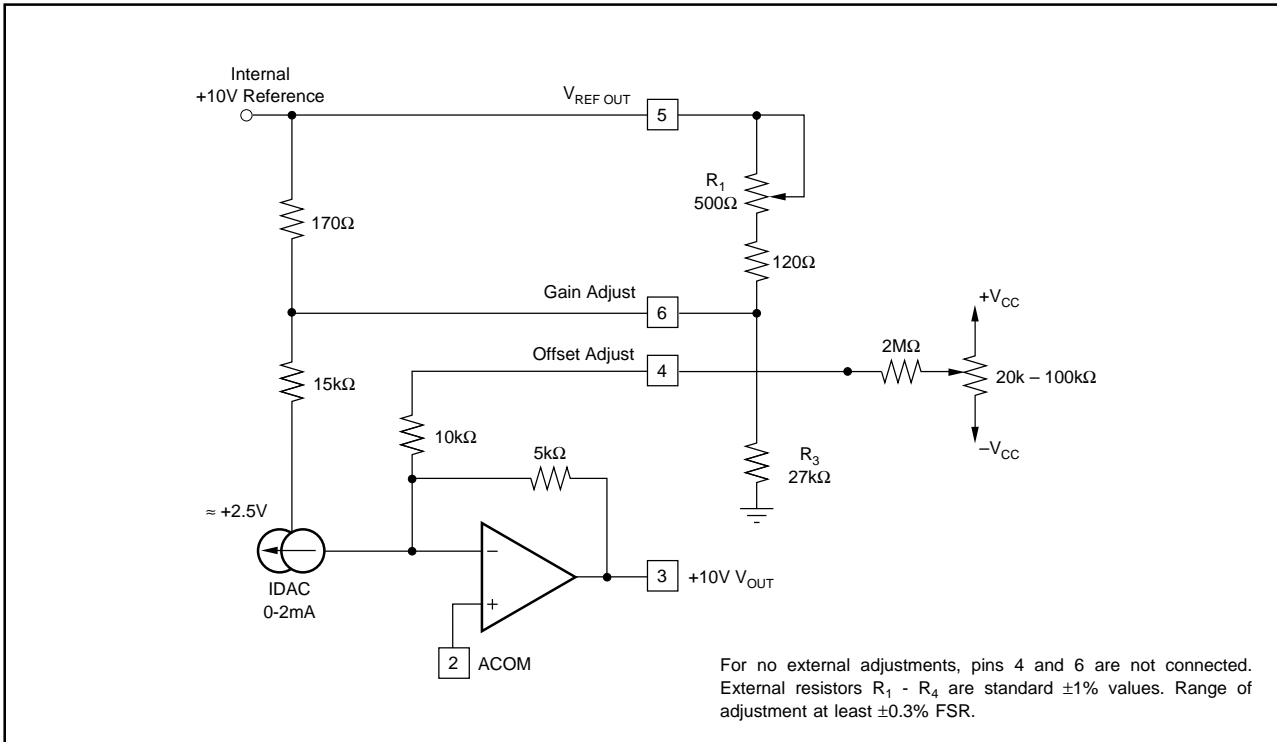 Internal
+10V Reference
V_REF OUT
5
R_1
500Ω
170Ω
120Ω
Gain Adjust
6
+V_CC
Offset Adjust
4
2MΩ
20k – 100kΩ
15kΩ
10kΩ
–V_CC
5kΩ
R_3
27kΩ
≈ +2.5V
–
IDAC
0-2mA
3
+10V V_OUT
+
2
ACOM
For no external adjustments, pins 4 and 6 are not connected.
External resistors R_1 - R_4 are standard ±1% values. Range of
adjustment at least ±0.3% FSR.